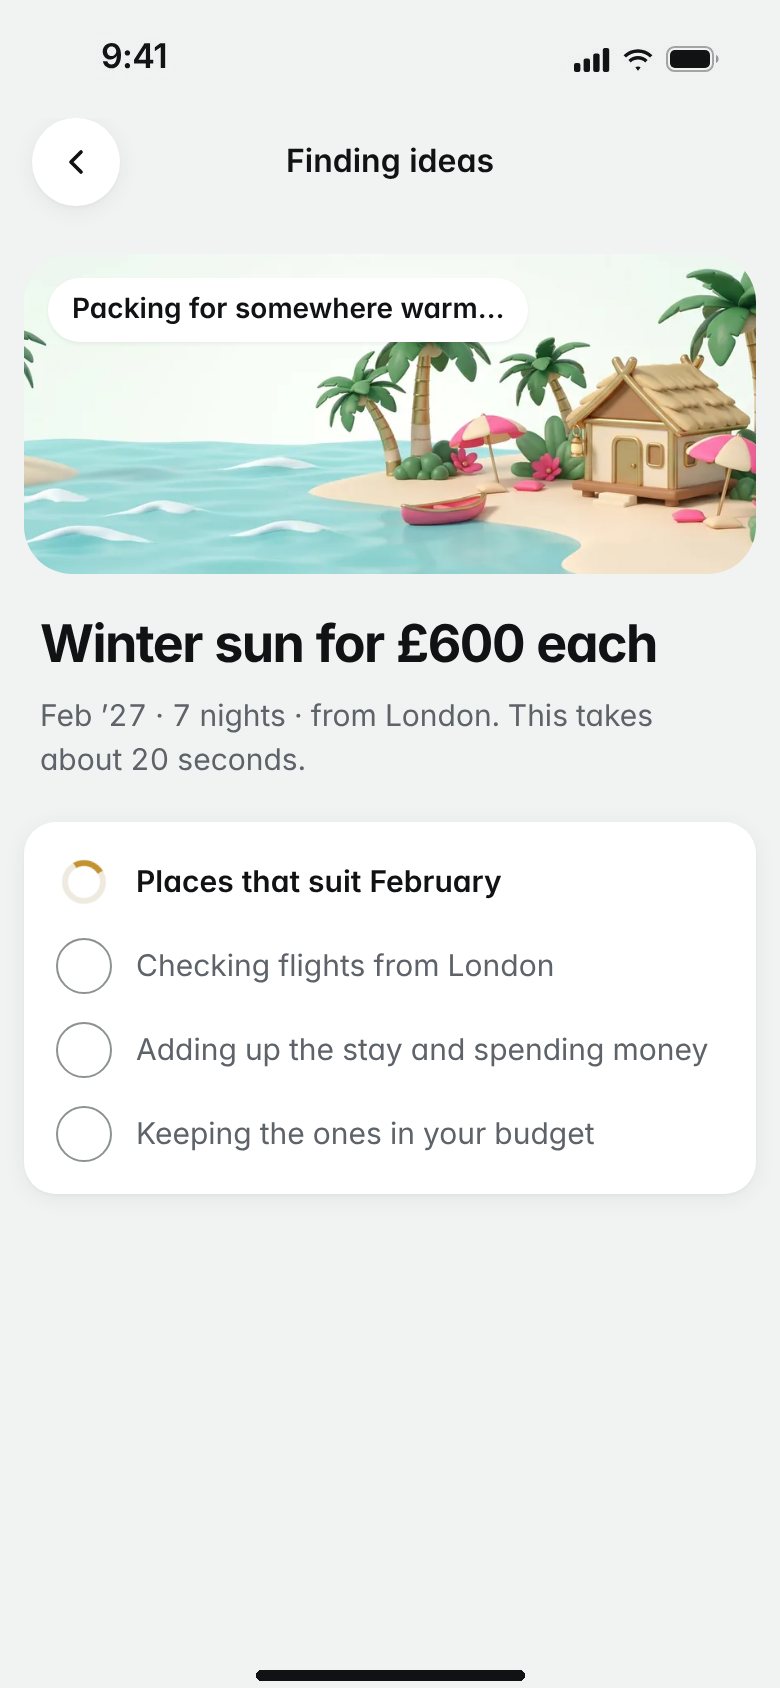 9:41
Finding ideas
Packing for somewhere warm...
Winter sun for £600 each
Feb ’27 · 7 nights · from London. This takes
about 20 seconds.
Places that suit February
Checking flights from London
Adding up the stay and spending money
Keeping the ones in your budget